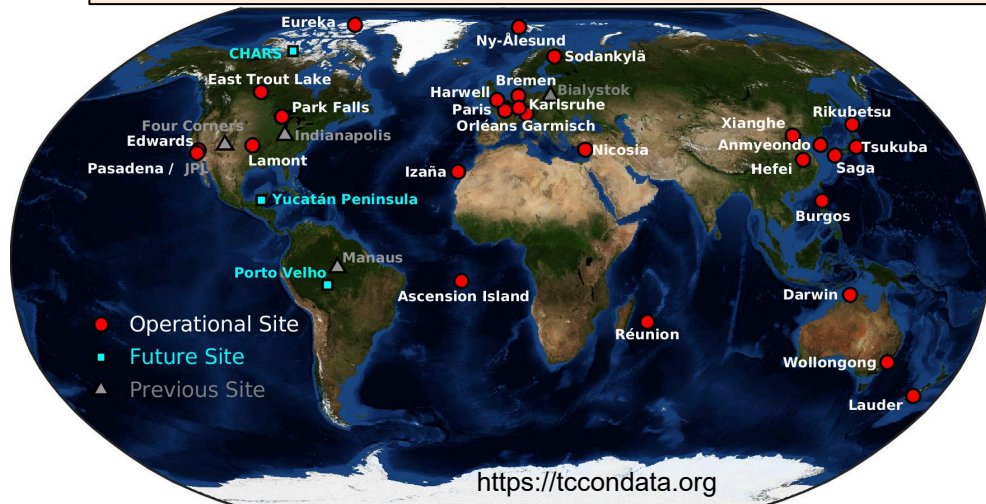 Eureka
Ny-Ålesund
CHARS
Sodankylä
East Trout Lake
Bremen
Bialystok
Harwell
Park Falls
Paris
Karlsruhe
Rikubetsu
Four Corners
Indianapolis
Orléans Garmisch
Xianghe
Edwards
Anmyeondo
Tsukuba
Lamont
Nicosia
Pasadena / JPL
Hefei
Saga
Izaña
Yucatán Peninsula
Burgos
Manaus
Porto Velho
Ascension Island
Darwin
Operational Site
Réunion
Future Site
Wollongong
Previous Site
Lauder
https://tccondata.org